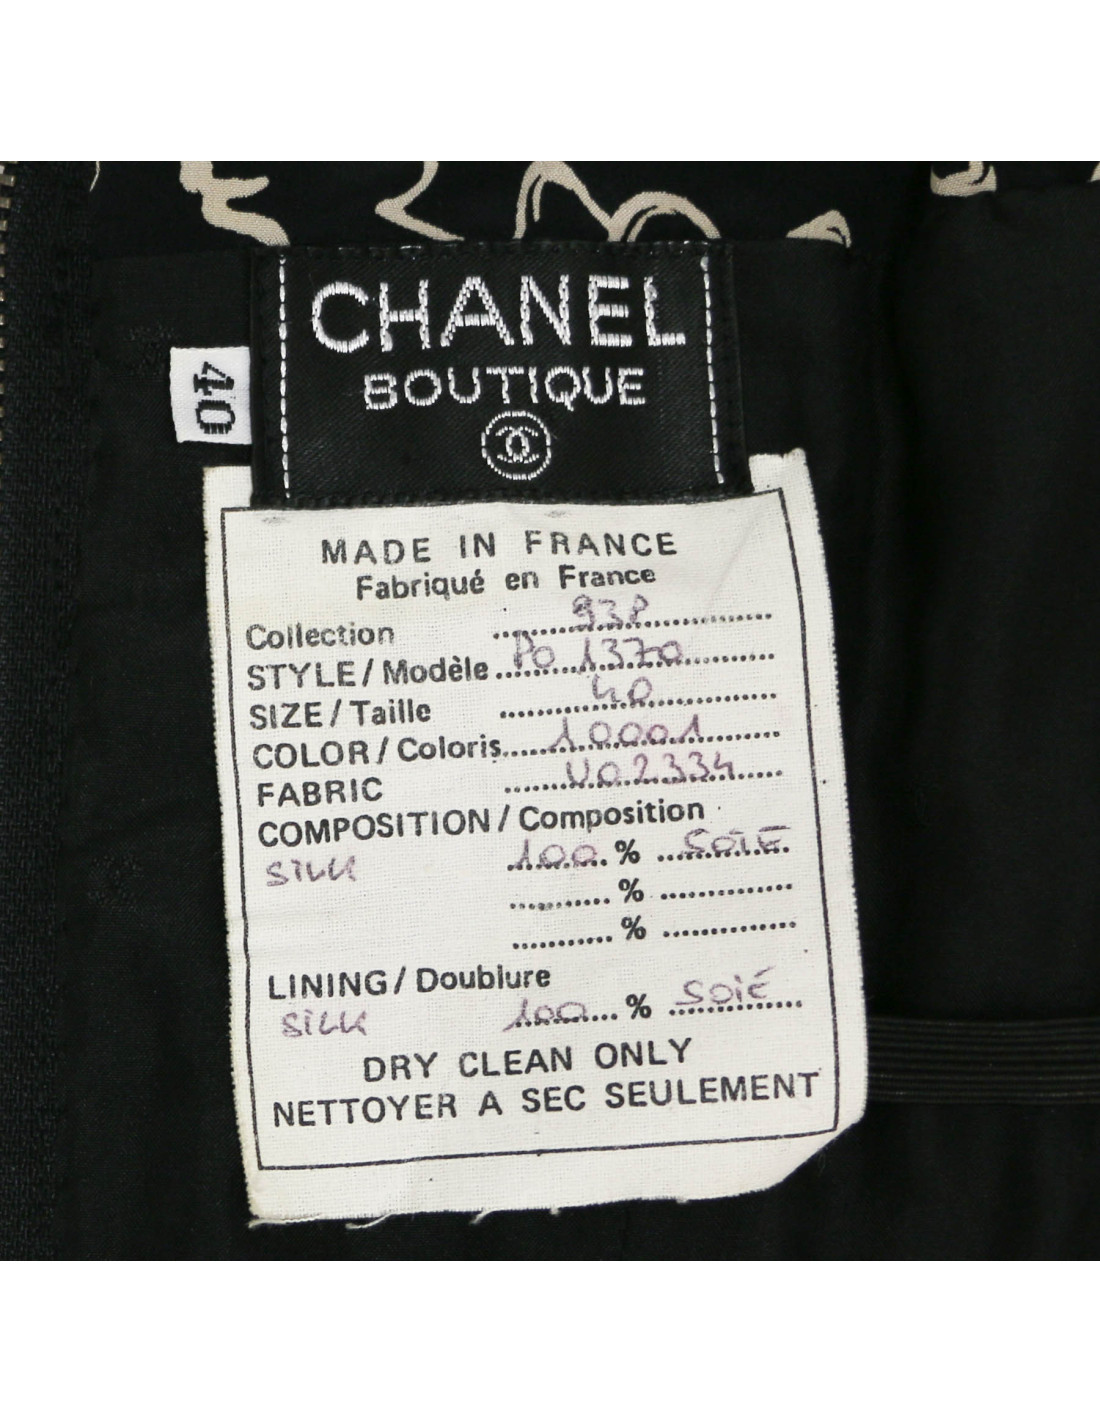 CHANEL
BOUTIQUE
40
MADE IN FRANCE
Fabriqué en France
Collection ........ 93P ........
STYLE / Modèle ... P0 1370 ........
SIZE / Taille ........ 40 ........
COLOR / Coloris ..... 10001 ........
FABRIC ........ V02334 .....
COMPOSITION / Composition
SILK ... 100 ... % ... SOIE ...
........... % ..............
........... % ..............
LINING / Doublure
SILK ... 100 ... % ... SOIE ...
DRY CLEAN ONLY
NETTOYER A SEC SEULEMENT